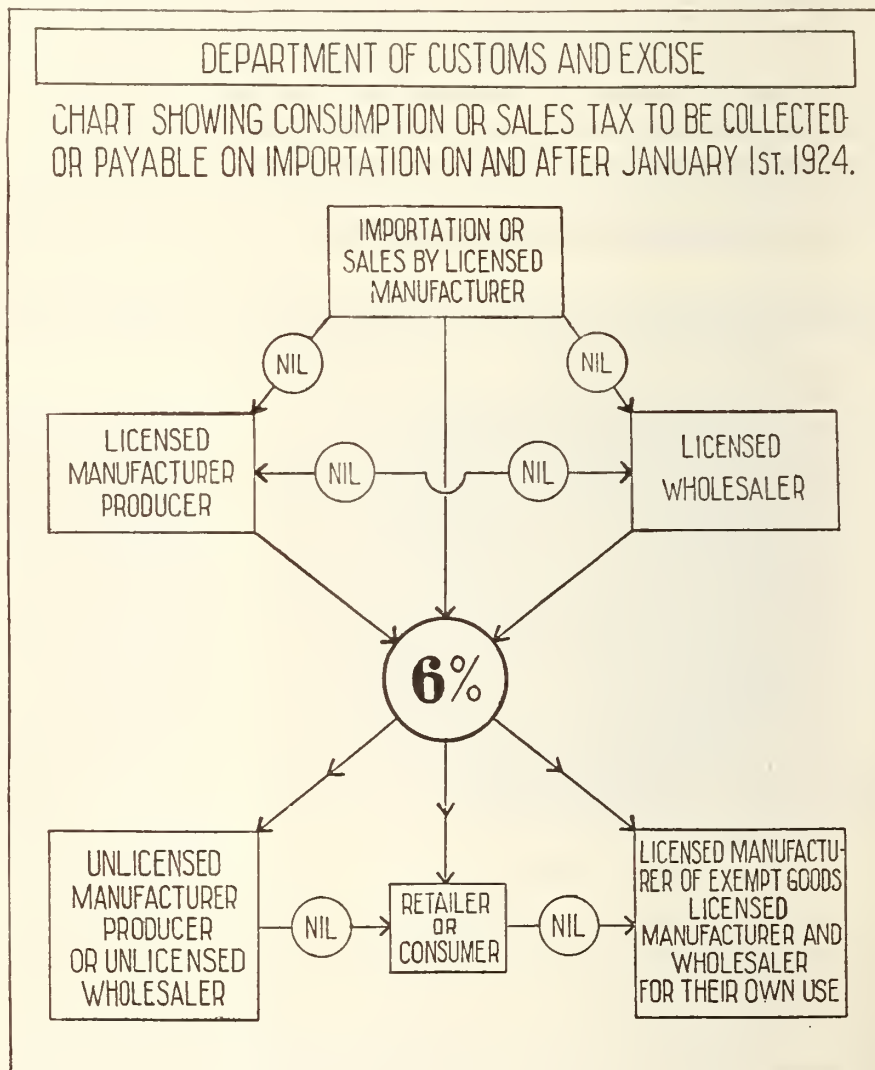 DEPARTMENT OF CUSTOMS AND EXCISE
CHART SHOWING CONSUMPTION OR SALES TAX TO BE COLLECTED
OR PAYABLE ON IMPORTATION ON AND AFTER JANUARY 1ST. 1924.
IMPORTATION OR
SALES BY LICENSED
MANUFACTURER
NIL
NIL
LICENSED
MANUFACTURER
PRODUCER
NIL
NIL
LICENSED
WHOLESALER
6%
UNLICENSED
MANUFACTURER
PRODUCER
OR UNLICENSED
WHOLESALER
NIL
RETAILER
OR
CONSUMER
NIL
LICENSED MANUFACTU-
RER OF EXEMPT GOODS
LICENSED
MANUFACTURER AND
WHOLESALER
FOR THEIR OWN USE